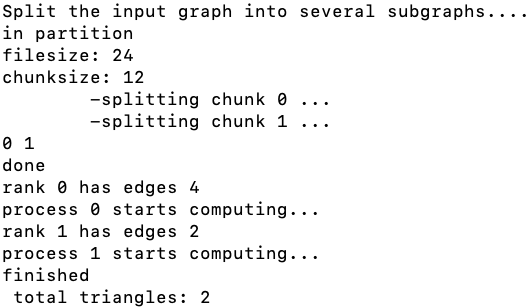 Split the input graph into several subgraphs....
in partition
filesize: 24
chunksize: 12
-splitting chunk 0 ...
-splitting chunk 1 ...
0 1
done
rank 0 has edges 4
process 0 starts computing...
rank 1 has edges 2
process 1 starts computing...
finished
total triangles: 2